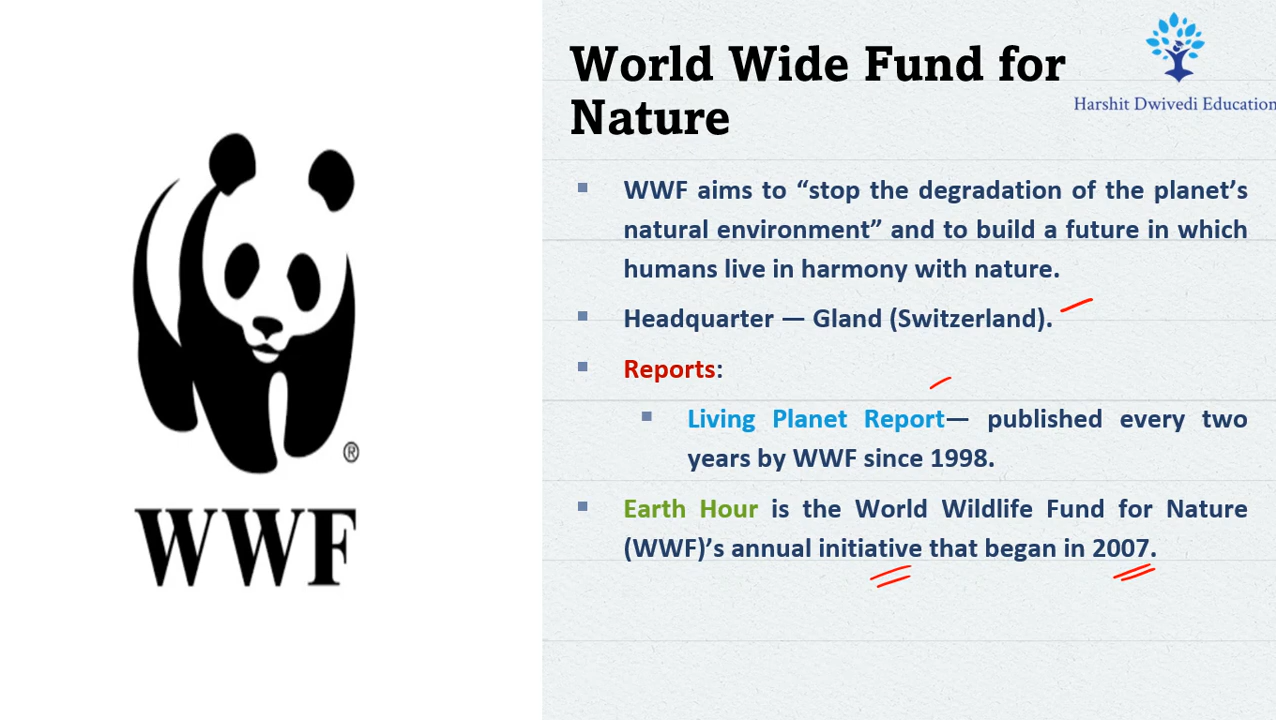 World Wide Fund for
Nature
Harshit Dwivedi Education
WWF aims to “stop the degradation of the planet’s
natural environment” and to build a future in which
humans live in harmony with nature.
Headquarter — Gland (Switzerland).
Reports:
Living Planet Report— published every two
years by WWF since 1998.
Earth Hour is the World Wildlife Fund for Nature
(WWF)’s annual initiative that began in 2007.
®
WWF